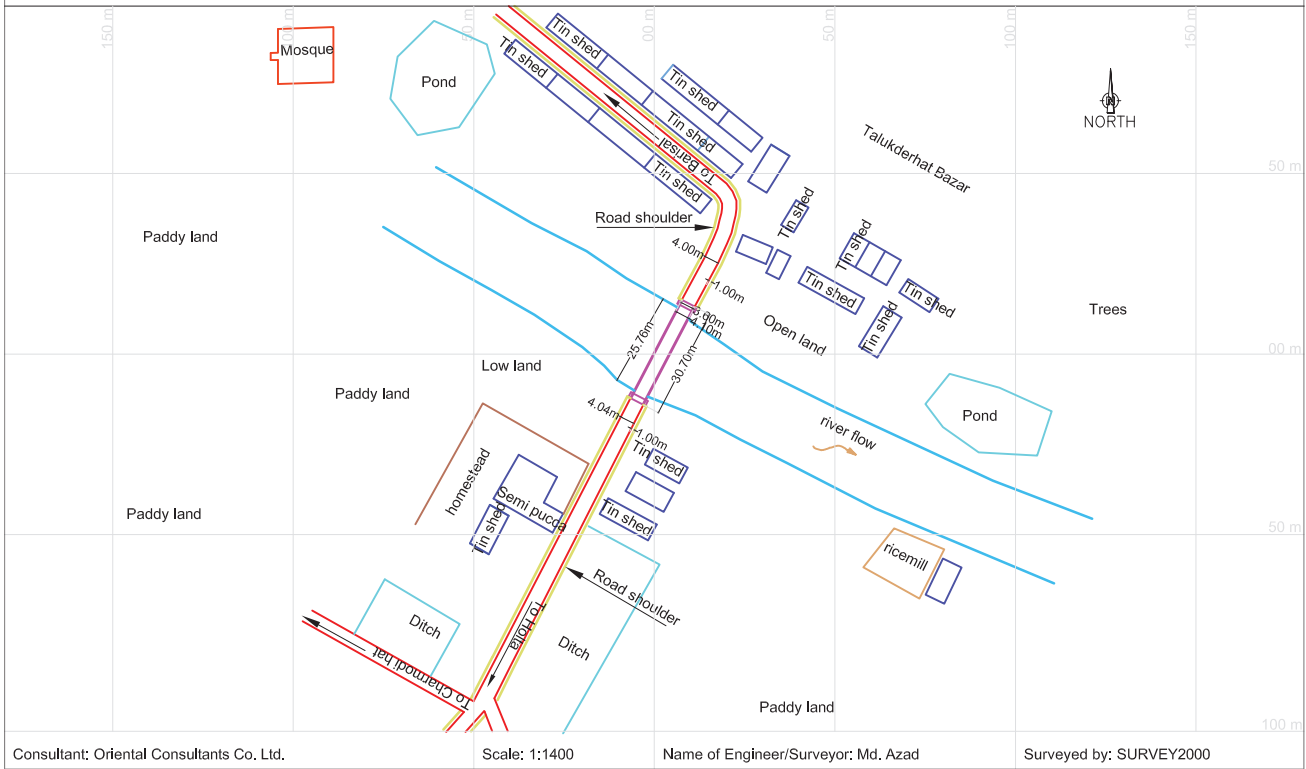 150 m
100 m
50 m
00 m
50 m
100 m
150 m
Mosque
Pond
Tin shed
Tin shed
Tin shed
Tin shed
Tin shed
To Barisal
NORTH
Talukderhat Bazar
50 m
Paddy land
Road shoulder
Tin shed
Tin shed
4.00m
1.00m
Tin shed
Tin shed
Trees
4.10m
Open land
Tin shed
25.76m
30.70m
00 m
Low land
Paddy land
4.04m
1.00m
Pond
river flow
Tin shed
homestead
Semi pucca
Tin shed
Tin shed
Paddy land
50 m
ricemill
Road shoulder
To Holta
Ditch
Ditch
To Charmodi hat
Paddy land
100 m
Consultant: Oriental Consultants Co. Ltd.
Scale: 1:1400
Name of Engineer/Surveyor: Md. Azad
Surveyed by: SURVEY2000